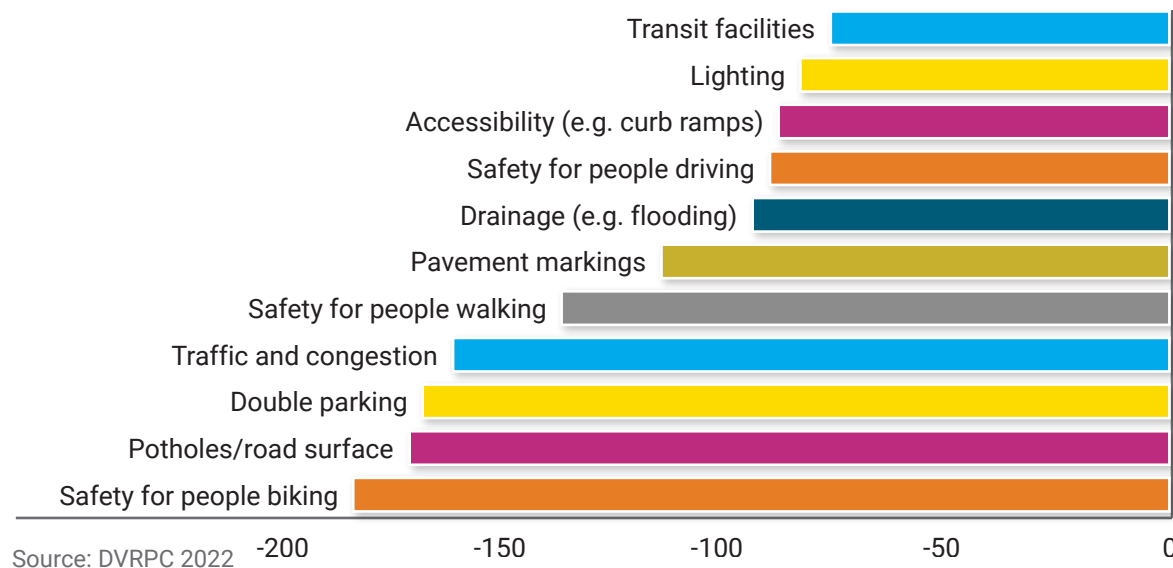 Transit facilities
Lighting
Accessibility (e.g. curb ramps)
Safety for people driving
Drainage (e.g. flooding)
Pavement markings
Safety for people walking
Traffic and congestion
Double parking
Potholes/road surface
Safety for people biking
-200 -150 -100 -50 0
Source: DVRPC 2022